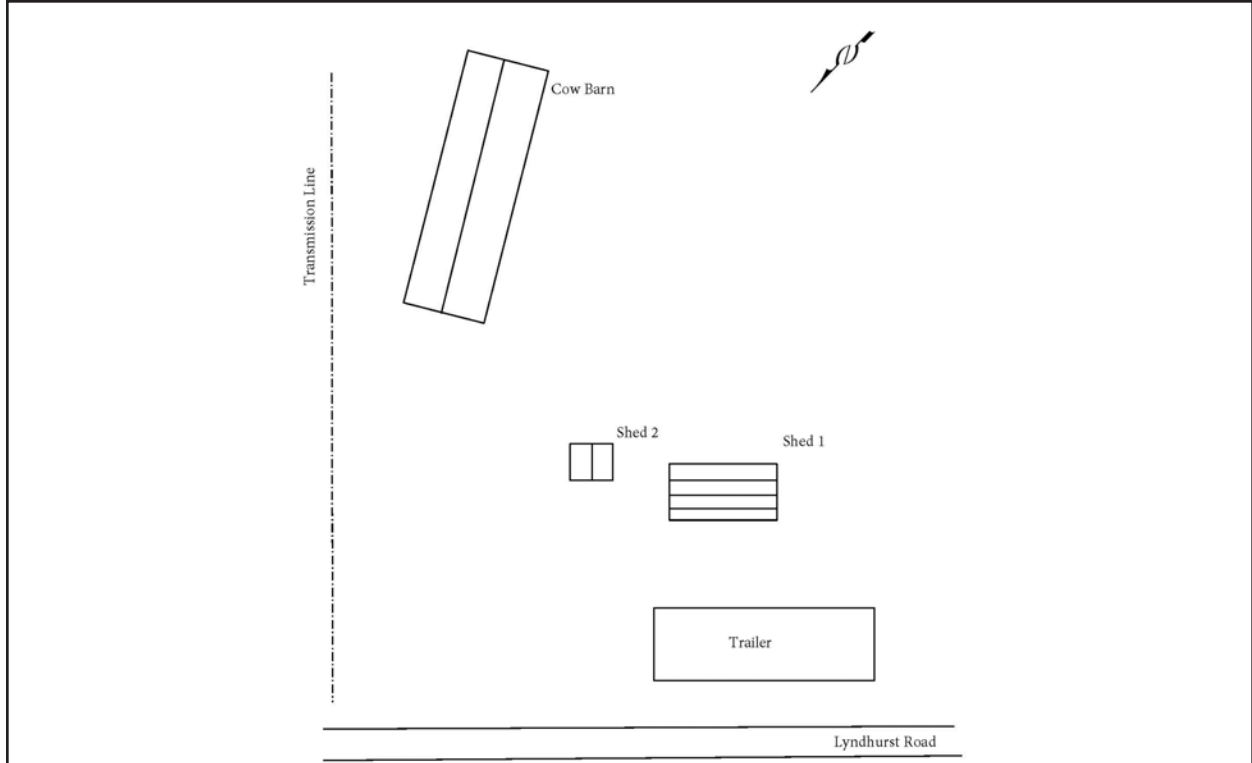 Cow Barn
Transmission Line
Shed 2
Shed 1
Trailer
Lyndhurst Road